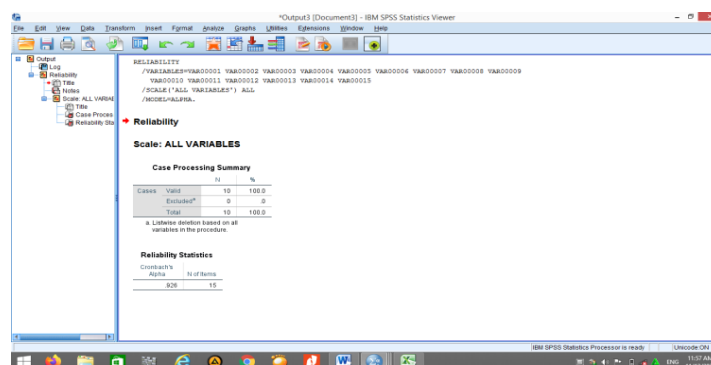 *Output3 [Document3] - IBM SPSS Statistics Viewer
File Edit View Data Transform Insert Format Analyze Graphs Utilities Extensions Window Help
Output
Log
Reliability
Title
Notes
Scale: ALL VARIAB
Title
Case Proces
Reliability Sta
RELIABILITY
/VARIABLES=VAR00001 VAR00002 VAR00003 VAR00004 VAR00005 VAR00006 VAR00007 VAR00008 VAR00009
VAR00010 VAR00011 VAR00012 VAR00013 VAR00014 VAR00015
/SCALE('ALL VARIABLES') ALL
/MODEL=ALPHA.
Reliability
Scale: ALL VARIABLES
Case Processing Summary
N %
Cases Valid 10 100.0
Excludedᵃ 0 .0
Total 10 100.0
a. Listwise deletion based on all
variables in the procedure.
Reliability Statistics
Cronbach's
Alpha N of Items
.926 15
IBM SPSS Statistics Processor is ready Unicode:ON
ENG 11:57 AM